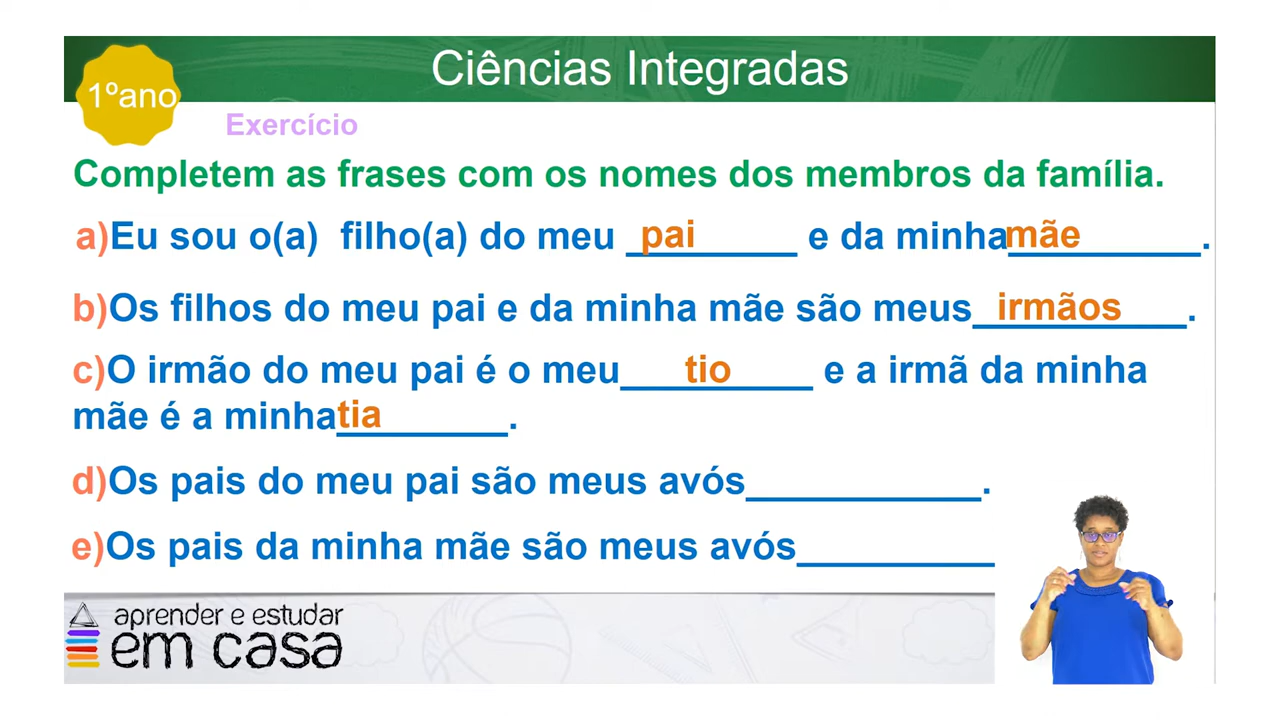 Ciências Integradas
1ºano
Exercício
Completem as frases com os nomes dos membros da família.
a)Eu sou o(a) filho(a) do meu pai e da minha mãe.
b)Os filhos do meu pai e da minha mãe são meus irmãos.
c)O irmão do meu pai é o meu tio e a irmã da minha
mãe é a minha tia.
d)Os pais do meu pai são meus avós__________.
e)Os pais da minha mãe são meus avós_________
aprender e estudar
em casa